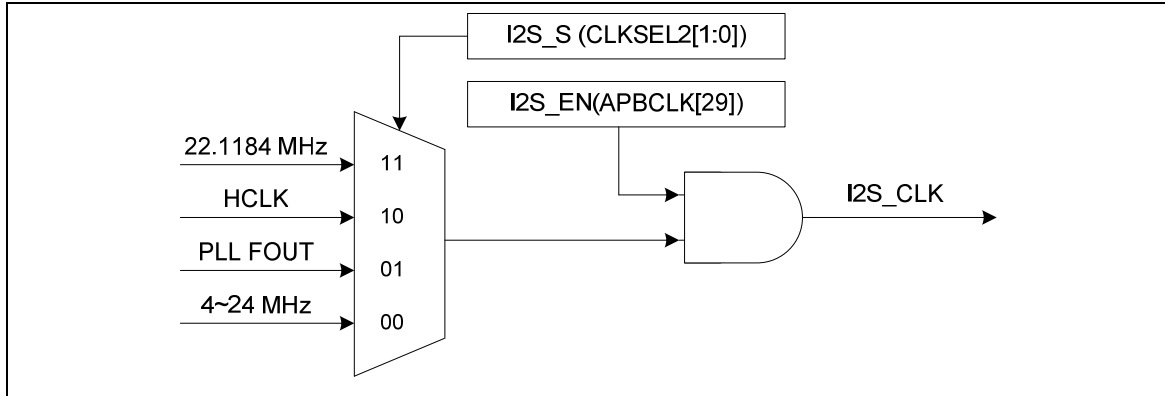 I2S_S (CLKSEL2[1:0])
I2S_EN(APBCLK[29])
22.1184 MHz
11
HCLK
10
PLL FOUT
01
4~24 MHz
00
I2S_CLK